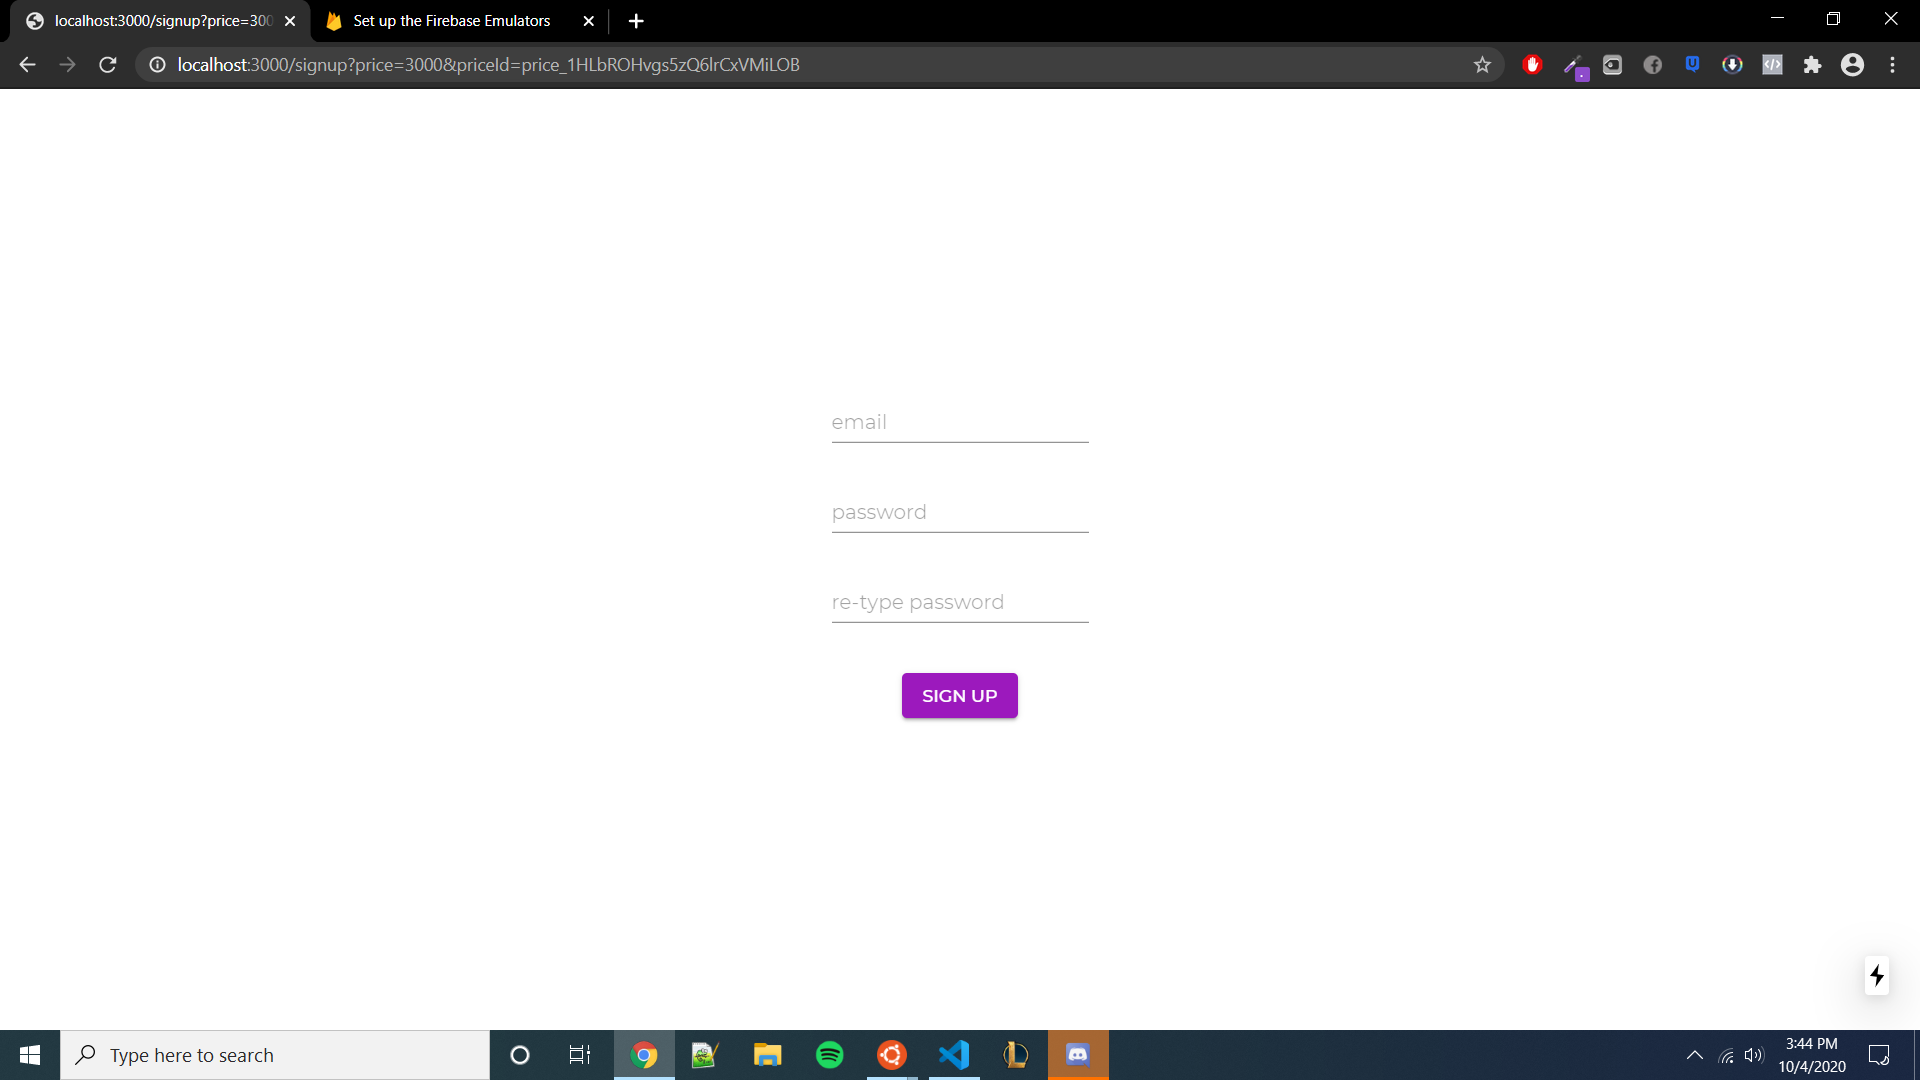 localhost:3000/signup?price=300
Set up the Firebase Emulators
localhost:3000/signup?price=3000&priceId=price_1HLbROHvgs5zQ6lrCxVMiLOB
email
password
re-type password
SIGN UP
Type here to search
3:44 PM
10/4/2020